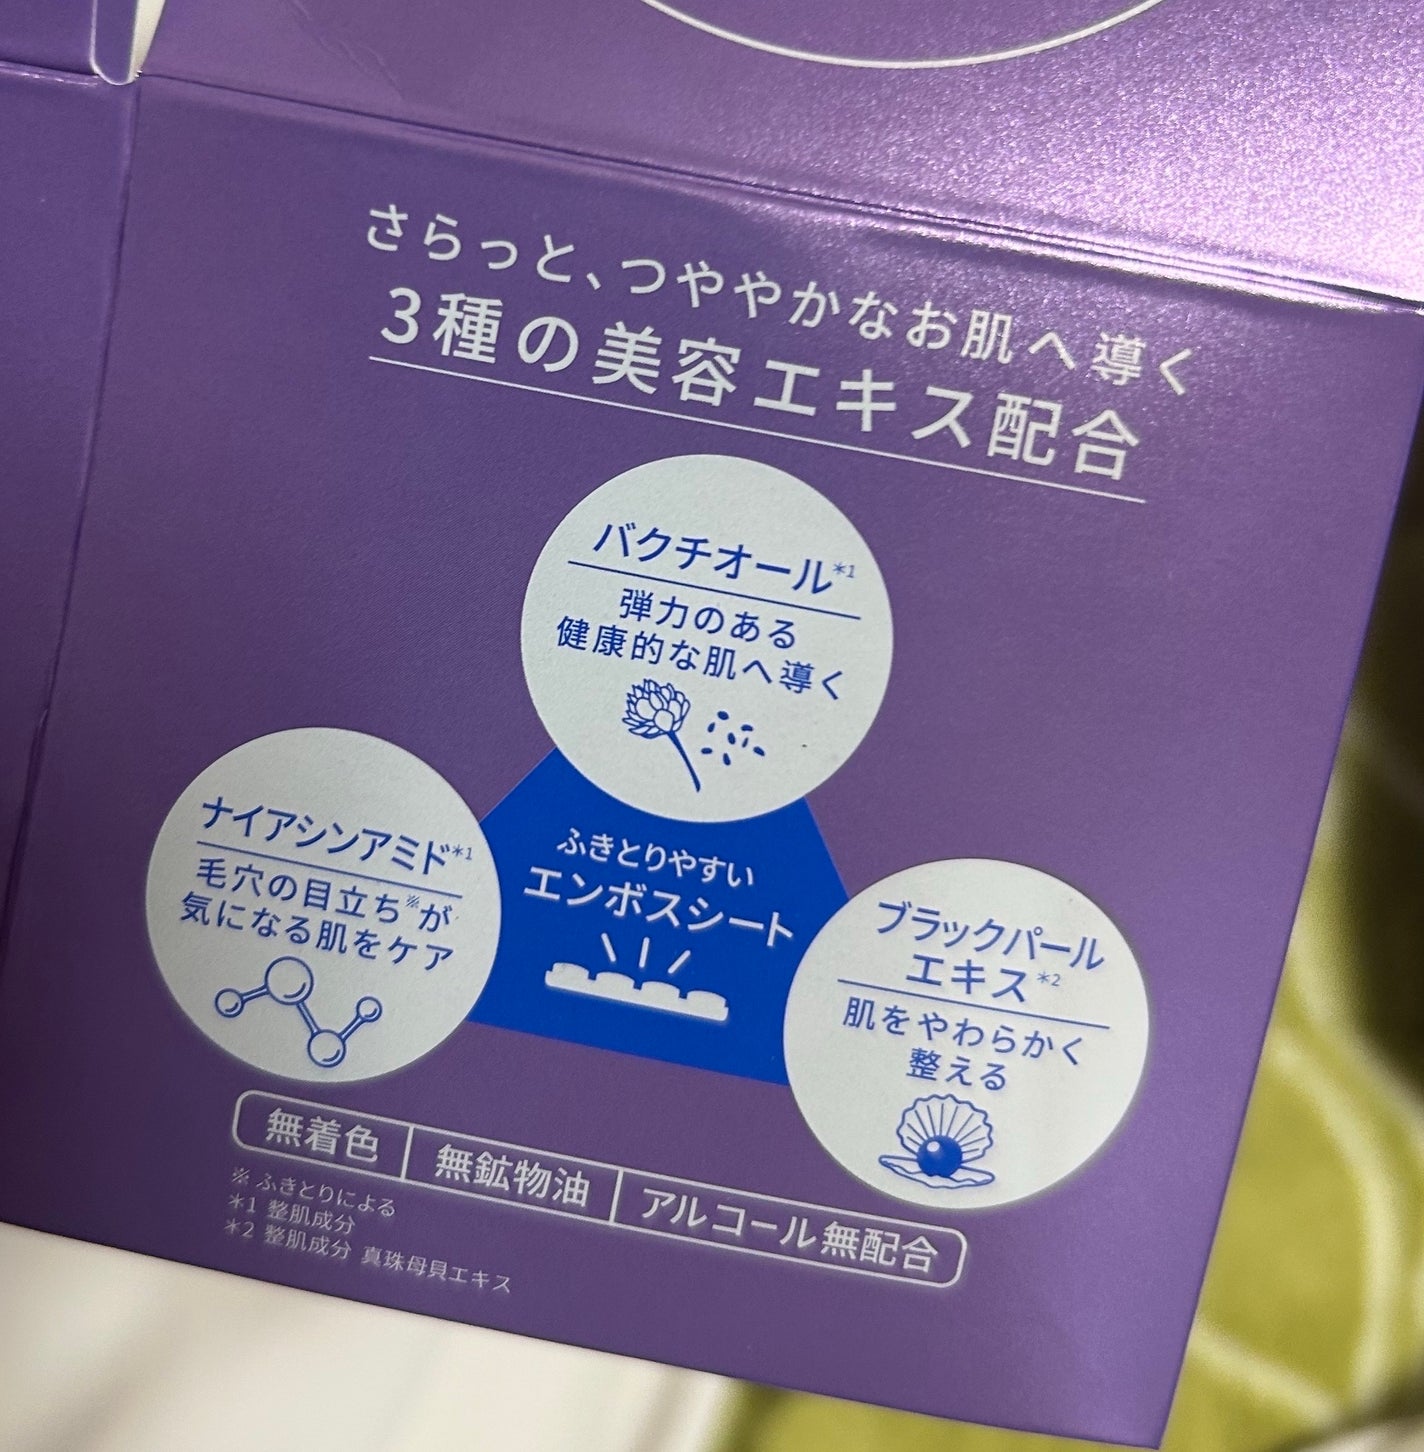 さらっと、つややかなお肌へ導く
3種の美容エキス配合
バクチオール*1
弾力のある
健康的な肌へ導く
ナイアシンアミド*1
毛穴の目立ち※が
気になる肌をケア
ふきとりやすい
エンボスシート
ブラックパール
エキス*2
肌をやわらかく
整える
無着色 無鉱物油 アルコール無配合
※ ふきとりによる
*1 整肌成分
*2 整肌成分 真珠母貝エキス